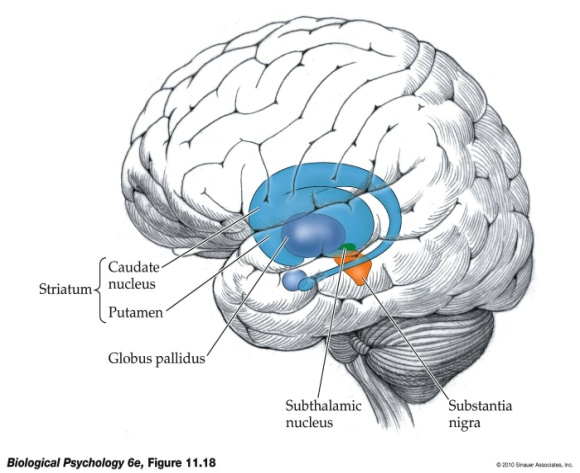 Striatum
Caudate
nucleus
Putamen
Globus pallidus
Subthalamic
nucleus
Substantia
nigra
Biological Psychology 6e, Figure 11.18
© 2010 Sinauer Associates, Inc.